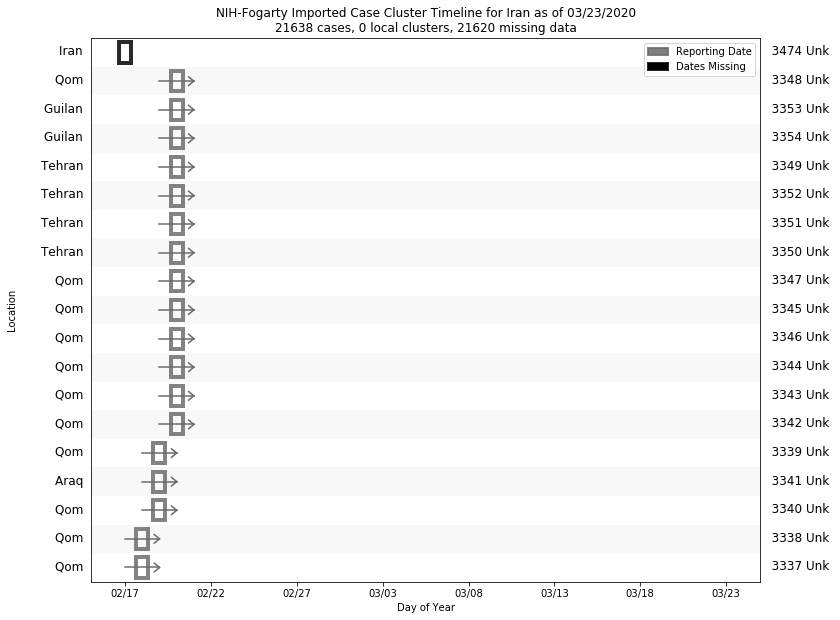 NIH-Fogarty Imported Case Cluster Timeline for Iran as of 03/23/2020
21638 cases, 0 local clusters, 21620 missing data
Reporting Date
Dates Missing
Iran 3474 Unk
Qom 3348 Unk
Guilan 3353 Unk
Guilan 3354 Unk
Tehran 3349 Unk
Tehran 3352 Unk
Tehran 3351 Unk
Tehran 3350 Unk
Qom 3347 Unk
Qom 3345 Unk
Qom 3346 Unk
Qom 3344 Unk
Qom 3343 Unk
Qom 3342 Unk
Qom 3339 Unk
Araq 3341 Unk
Qom 3340 Unk
Qom 3338 Unk
Qom 3337 Unk
Location
02/17 02/22 02/27 03/03 03/08 03/13 03/18 03/23
Day of Year